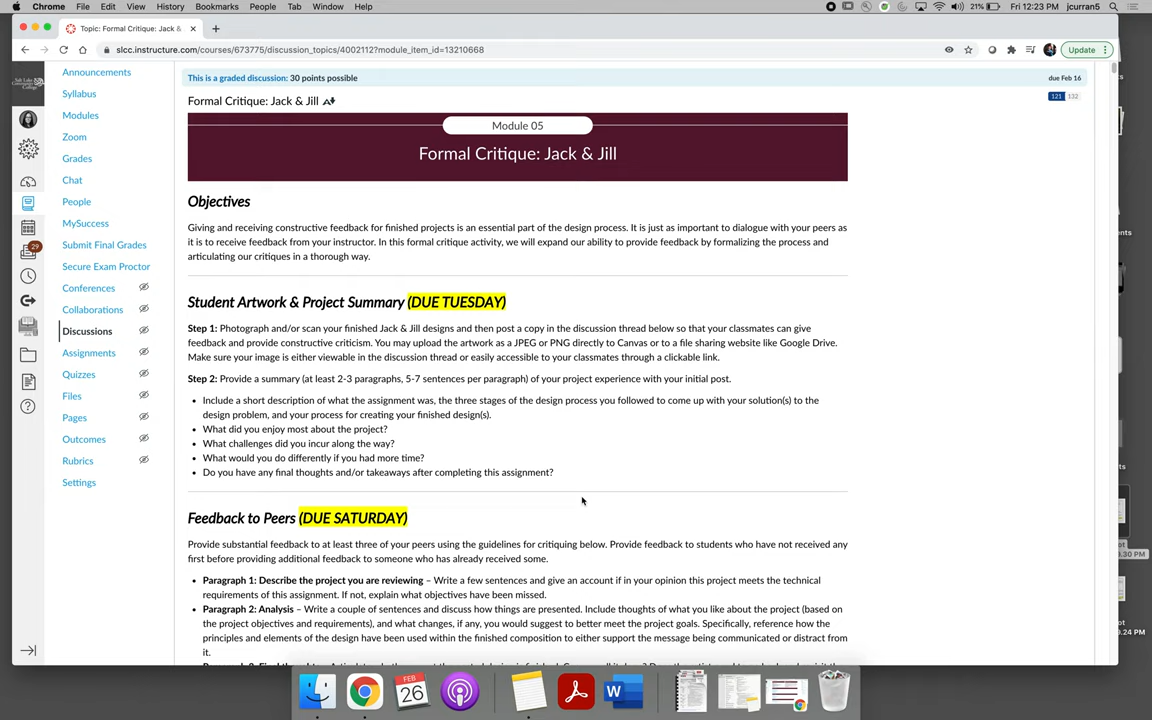 Chrome File Edit View History Bookmarks People Tab Window Help 21% Fri 12:23 PM jcurran5
Topic: Formal Critique: Jack &
slcc.instructure.com/courses/673775/discussion_topics/4002112?module_item_id=13210668 Update
Announcements
Syllabus
Modules
Zoom
Grades
Chat
People
MySuccess
Submit Final Grades
Secure Exam Proctor
Conferences
Collaborations
Discussions
Assignments
Quizzes
Files
Pages
Outcomes
Rubrics
Settings
29
This is a graded discussion: 30 points possible due Feb 16
Formal Critique: Jack & Jill 121 132
Module 05
Formal Critique: Jack & Jill
Objectives
Giving and receiving constructive feedback for finished projects is an essential part of the design process. It is just as important to dialogue with your peers as
it is to receive feedback from your instructor. In this formal critique activity, we will expand our ability to provide feedback by formalizing the process and
articulating our critiques in a thorough way.
Student Artwork & Project Summary (DUE TUESDAY)
Step 1: Photograph and/or scan your finished Jack & Jill designs and then post a copy in the discussion thread below so that your classmates can give
feedback and provide constructive criticism. You may upload the artwork as a JPEG or PNG directly to Canvas or to a file sharing website like Google Drive.
Make sure your image is either viewable in the discussion thread or easily accessible to your classmates through a clickable link.
Step 2: Provide a summary (at least 2-3 paragraphs, 5-7 sentences per paragraph) of your project experience with your initial post.
• Include a short description of what the assignment was, the three stages of the design process you followed to come up with your solution(s) to the
design problem, and your process for creating your finished design(s).
• What did you enjoy most about the project?
• What challenges did you incur along the way?
• What would you do differently if you had more time?
• Do you have any final thoughts and/or takeaways after completing this assignment?
Feedback to Peers (DUE SATURDAY)
Provide substantial feedback to at least three of your peers using the guidelines for critiquing below. Provide feedback to students who have not received any
first before providing additional feedback to someone who has already received some.
• Paragraph 1: Describe the project you are reviewing – Write a few sentences and give an account if in your opinion this project meets the technical
requirements of this assignment. If not, explain what objectives have been missed.
• Paragraph 2: Analysis – Write a couple of sentences and discuss how things are presented. Include thoughts of what you like about the project (based on
the project objectives and requirements), and what changes, if any, you would suggest to better meet the project goals. Specifically, reference how the
principles and elements of the design have been used within the finished composition to either support the message being communicated or distract from
it.
FEB
26